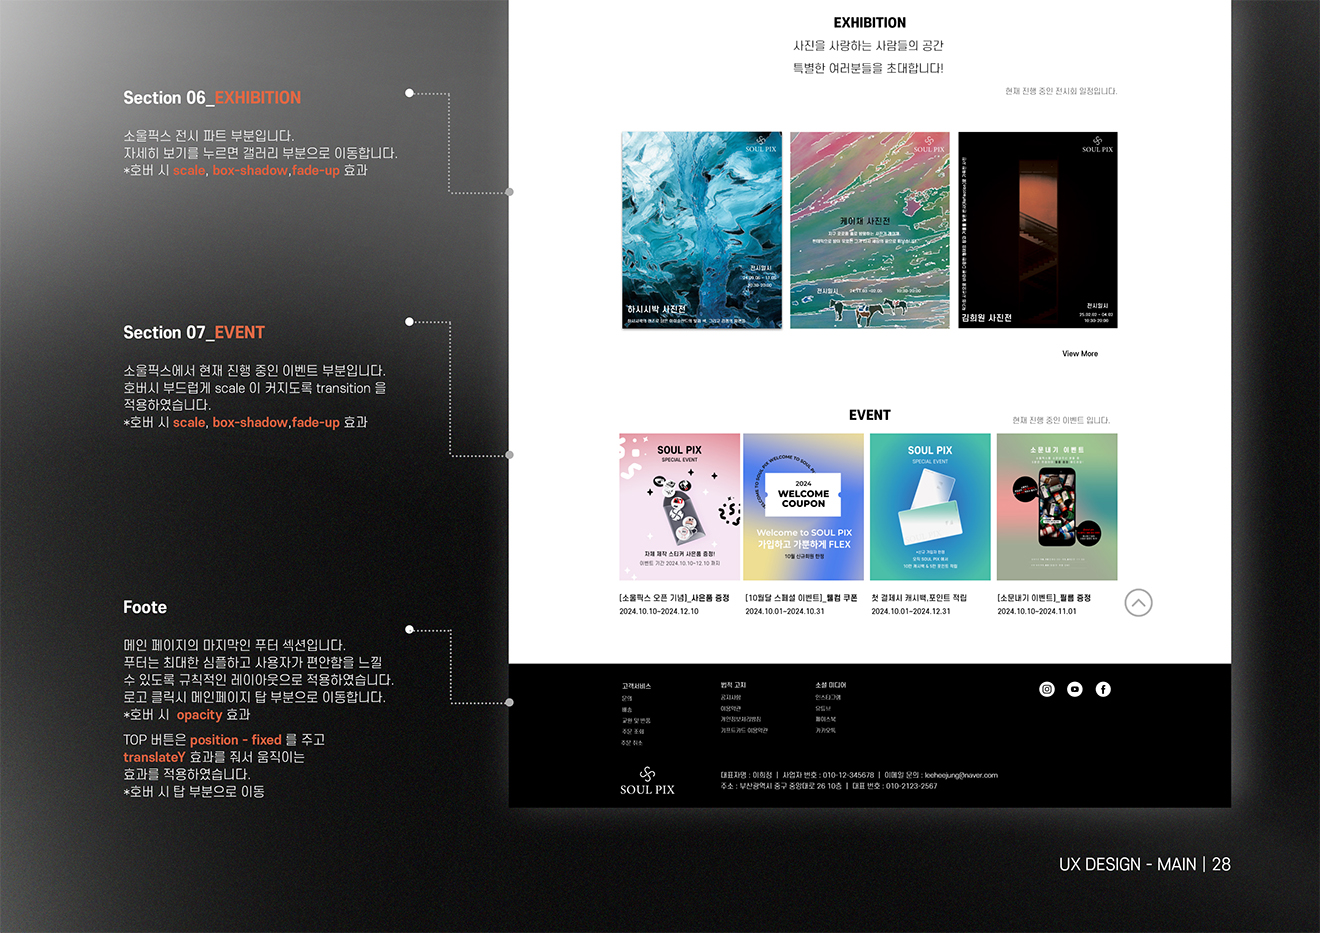 Section 06_EXHIBITION
소울픽스 전시 파트 부분입니다.
자세히 보기를 누르면 갤러리 부분으로 이동합니다.
*호버 시 scale, box-shadow,fade-up 효과
Section 07_EVENT
소울픽스에서 현재 진행 중인 이벤트 부분입니다.
호버시 부드럽게 scale 이 커지도록 transition 을
적용하였습니다.
*호버 시 scale, box-shadow,fade-up 효과
Foote
메인 페이지의 마지막인 푸터 섹션입니다.
푸터는 최대한 심플하고 사용자가 편안함을 느낄
수 있도록 규칙적인 레이아웃으로 적용하였습니다.
로고 클릭시 메인페이지 탑 부분으로 이동합니다.
*호버 시 opacity 효과
TOP 버튼은 position - fixed 를 주고
translateY 효과를 줘서 움직이는
효과를 적용하였습니다.
*호버 시 탑 부분으로 이동
EXHIBITION
사진을 사랑하는 사람들의 공간
특별한 여러분들을 초대합니다!
현재 진행 중인 전시회 일정입니다.
SOUL PIX
전시일시
하시시박 사진전
SOUL PIX
케이채 사진전
전시일시
SOUL PIX
전시일시
김희원 사진전
View More
EVENT
현재 진행 중인 이벤트 입니다.
SOUL PIX
SPECIAL EVENT
자체 제작 스티커 사은품 증정!
이벤트 기간 2024.10.10~12.10 까지
WELCOME TO SOUL PIX WELCOME TO SOUL PIX
2024
WELCOME
COUPON
Welcome to SOUL PIX
가입하고 가뿐하게 FLEX
10월 신규회원 한정
SOUL PIX
SPECIAL EVENT
소문내기 이벤트
[소울픽스 오픈 기념]_사은품 증정
2024.10.10~2024.12.10
[10월달 스페셜 이벤트]_웰컴 쿠폰
2024.10.01~2024.10.31
첫 결제시 캐시백,포인트 적립
2024.10.01~2024.12.31
[소문내기 이벤트]_필름 증정
2024.10.10~2024.11.01
고객서비스
문의
배송
교환 및 반품
주문 조회
주문 취소
법적 고지
공지사항
이용약관
개인정보처리방침
기프트카드 이용약관
소셜 미디어
인스타그램
유튜브
페이스북
카카오톡
SOUL PIX
대표자명 : 이희정 | 사업자 번호 : 010-12-345678 | 이메일 문의 : leeheejung@naver.com
주소 : 부산광역시 중구 중앙대로 26 10층 | 대표 번호 : 010-2123-2567
UX DESIGN - MAIN | 28